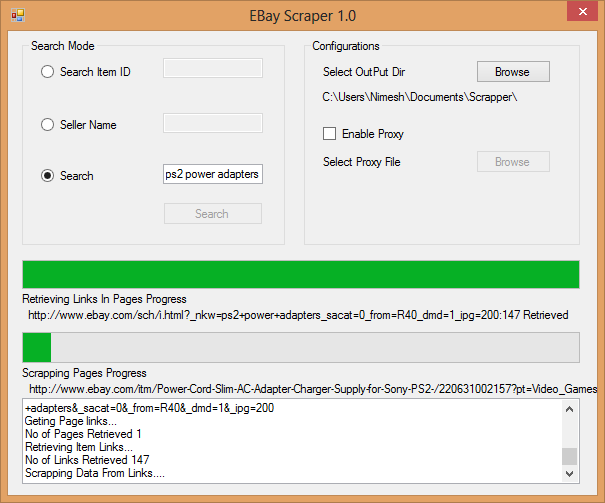 EBay Scraper 1.0
Search Mode
Search Item ID
Seller Name
Search
ps2 power adapters
Search
Configurations
Select OutPut Dir
Browse
C:\Users\Nimesh\Documents\Scrapper\
Enable Proxy
Select Proxy File
Browse
Retrieving Links In Pages Progress
http://www.ebay.com/sch/i.html?_nkw=ps2+power+adapters_sacat=0_from=R40_dmd=1_ipg=200:147 Retrieved
Scrapping Pages Progress
http://www.ebay.com/itm/Power-Cord-Slim-AC-Adapter-Charger-Supply-for-Sony-PS2-/220631002157?pt=Video_Games
+adapters&_sacat=0&_from=R40&_dmd=1&_ipg=200
Geting Page links...
No of Pages Retrieved 1
Retrieving Item Links...
No of Links Retrieved 147
Scrapping Data From Links....